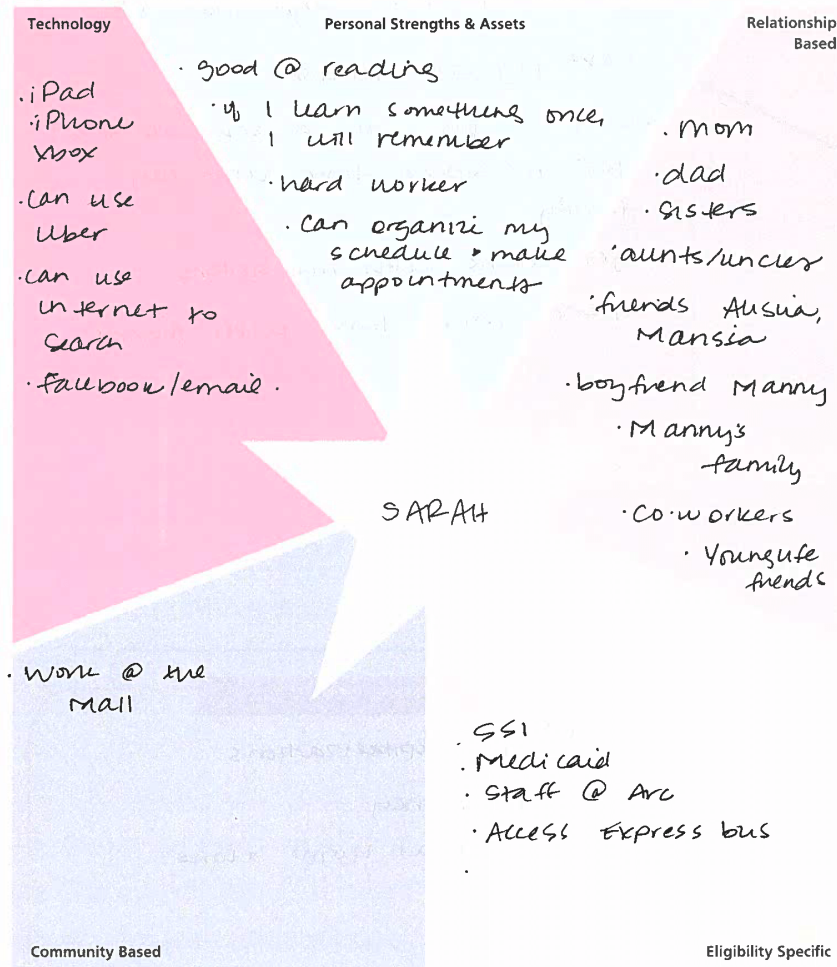 Technology
Personal Strengths & Assets
Relationship
Based
· iPad
· iPhone
Xbox
· Can use
Uber
· can use
internet to
search
· Facebook/email ·
· good @ reading
· if I learn something once,
I will remember
· hard worker
· Can organize my
schedule + make
appointments
· mom
· dad
· sisters
· aunts/uncles
· friends
· boyfriend Manny
· Manny's
family
· Co-workers
· Younglife
friends
SARAH
· Work @ the
Mall
· SSI
· Medicaid
· Staff @ Arc
· Access Express bus
·
Community Based
Eligibility Specific